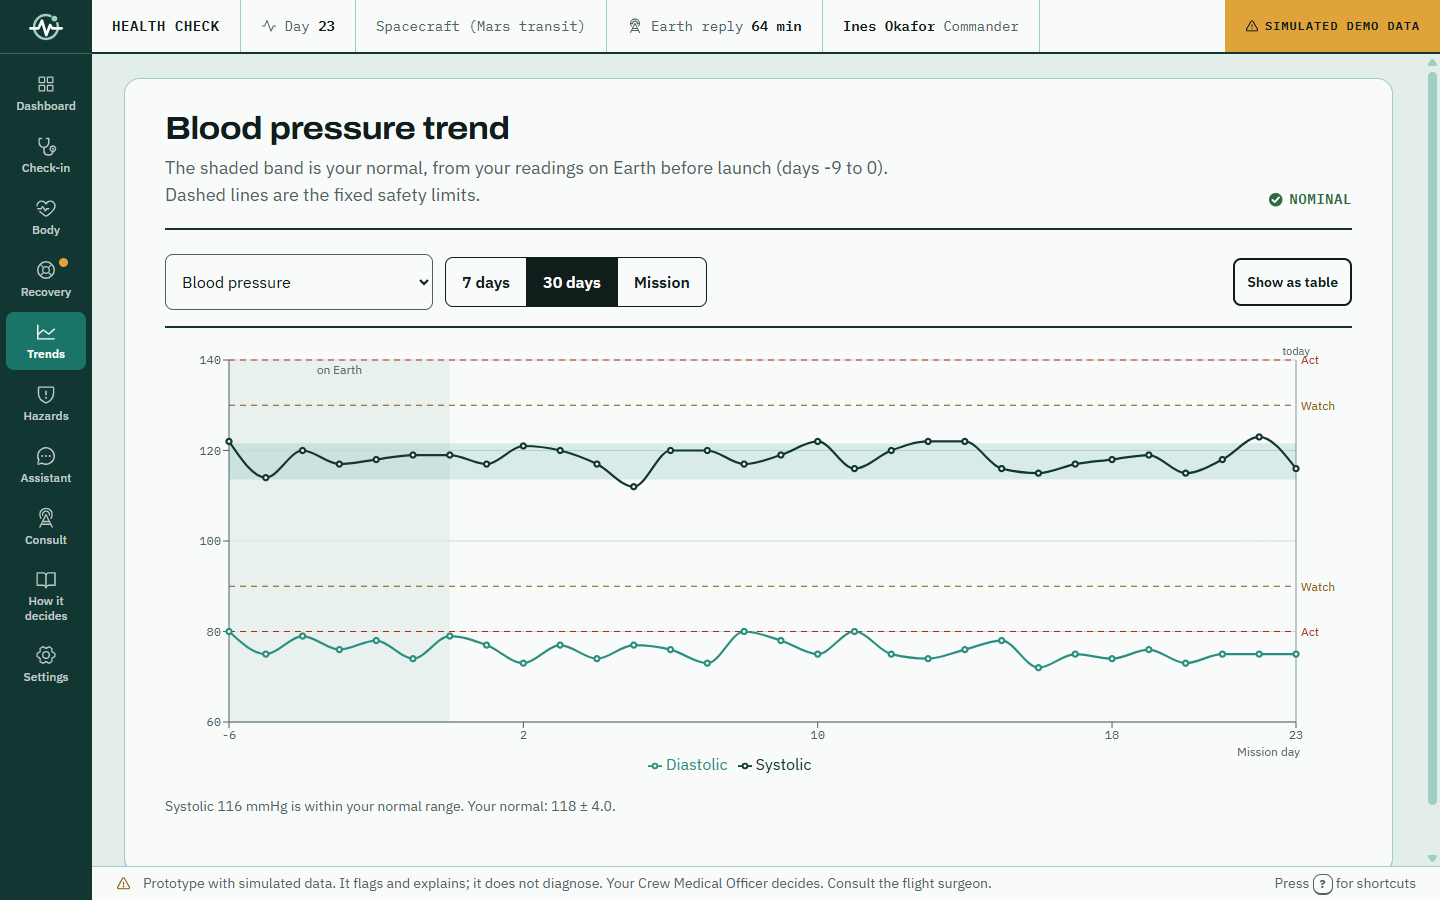 HEALTH CHECK
Day 23
Spacecraft (Mars transit)
Earth reply 64 min
Ines Okafor Commander
SIMULATED DEMO DATA
Dashboard
Check-in
Body
Recovery
Trends
Hazards
Assistant
Consult
How it
decides
Settings
Blood pressure trend
The shaded band is your normal, from your readings on Earth before launch (days -9 to 0).
Dashed lines are the fixed safety limits.
NOMINAL
Blood pressure
7 days
30 days
Mission
Show as table
today
140
Act
on Earth
Watch
120
100
Watch
80
Act
60
-6
2
10
18
23
Mission day
Diastolic
Systolic
Systolic 116 mmHg is within your normal range. Your normal: 118 ± 4.0.
Prototype with simulated data. It flags and explains; it does not diagnose. Your Crew Medical Officer decides. Consult the flight surgeon.
Press ? for shortcuts